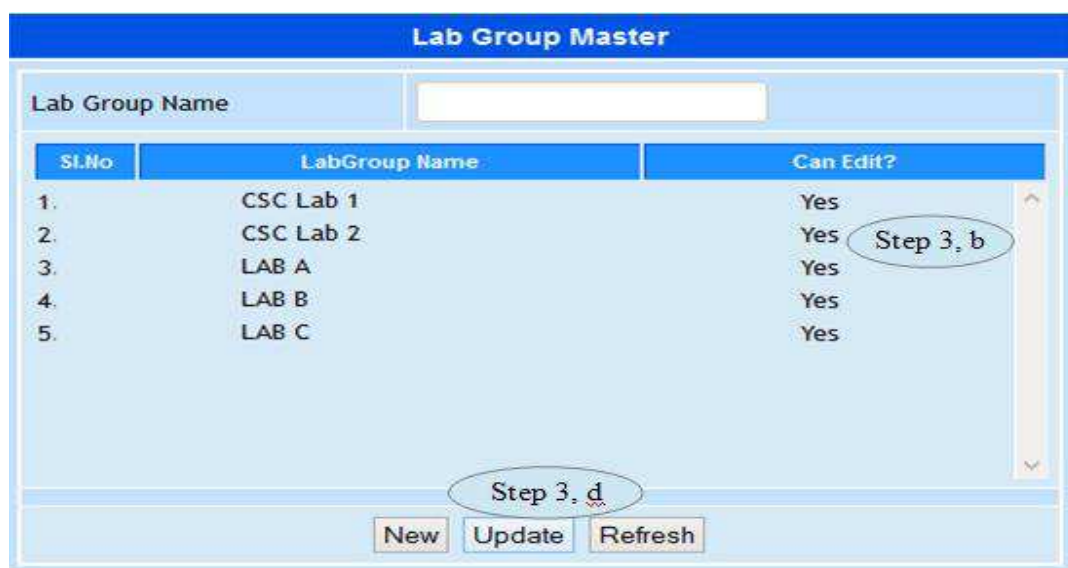 Lab Group Master
Lab Group Name
Sl.No LabGroup Name Can Edit?
1. CSC Lab 1 Yes
2. CSC Lab 2 Yes Step 3, b
3. LAB A Yes
4. LAB B Yes
5. LAB C Yes
Step 3, d
New Update Refresh